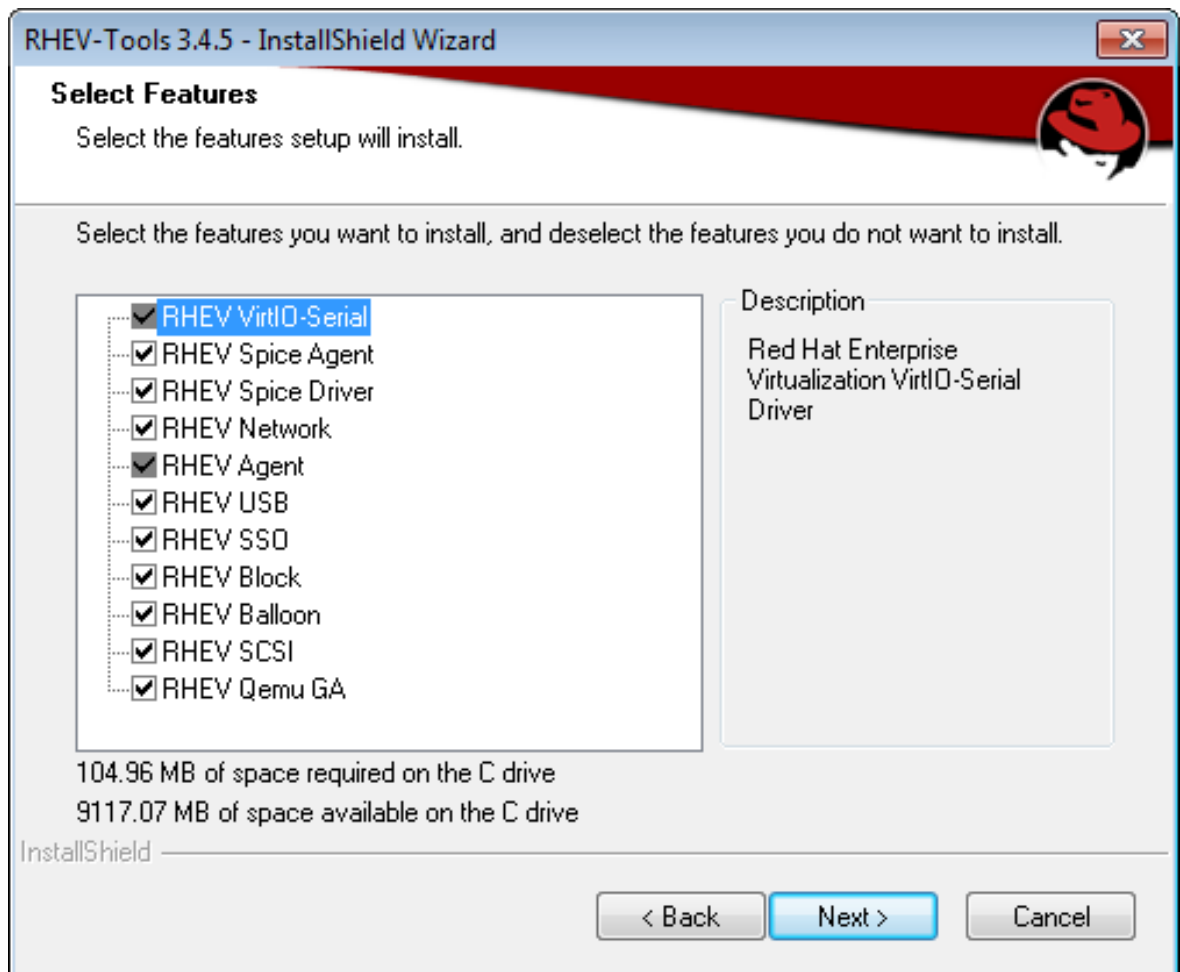 RHEV-Tools 3.4.5 - InstallShield Wizard
Select Features
Select the features setup will install.
Select the features you want to install, and deselect the features you do not want to install.
RHEV VirtIO-Serial
RHEV Spice Agent
RHEV Spice Driver
RHEV Network
RHEV Agent
RHEV USB
RHEV SSO
RHEV Block
RHEV Balloon
RHEV SCSI
RHEV Qemu GA
Description
Red Hat Enterprise
Virtualization VirtIO-Serial
Driver
104.96 MB of space required on the C drive
9117.07 MB of space available on the C drive
InstallShield
< Back
Next >
Cancel